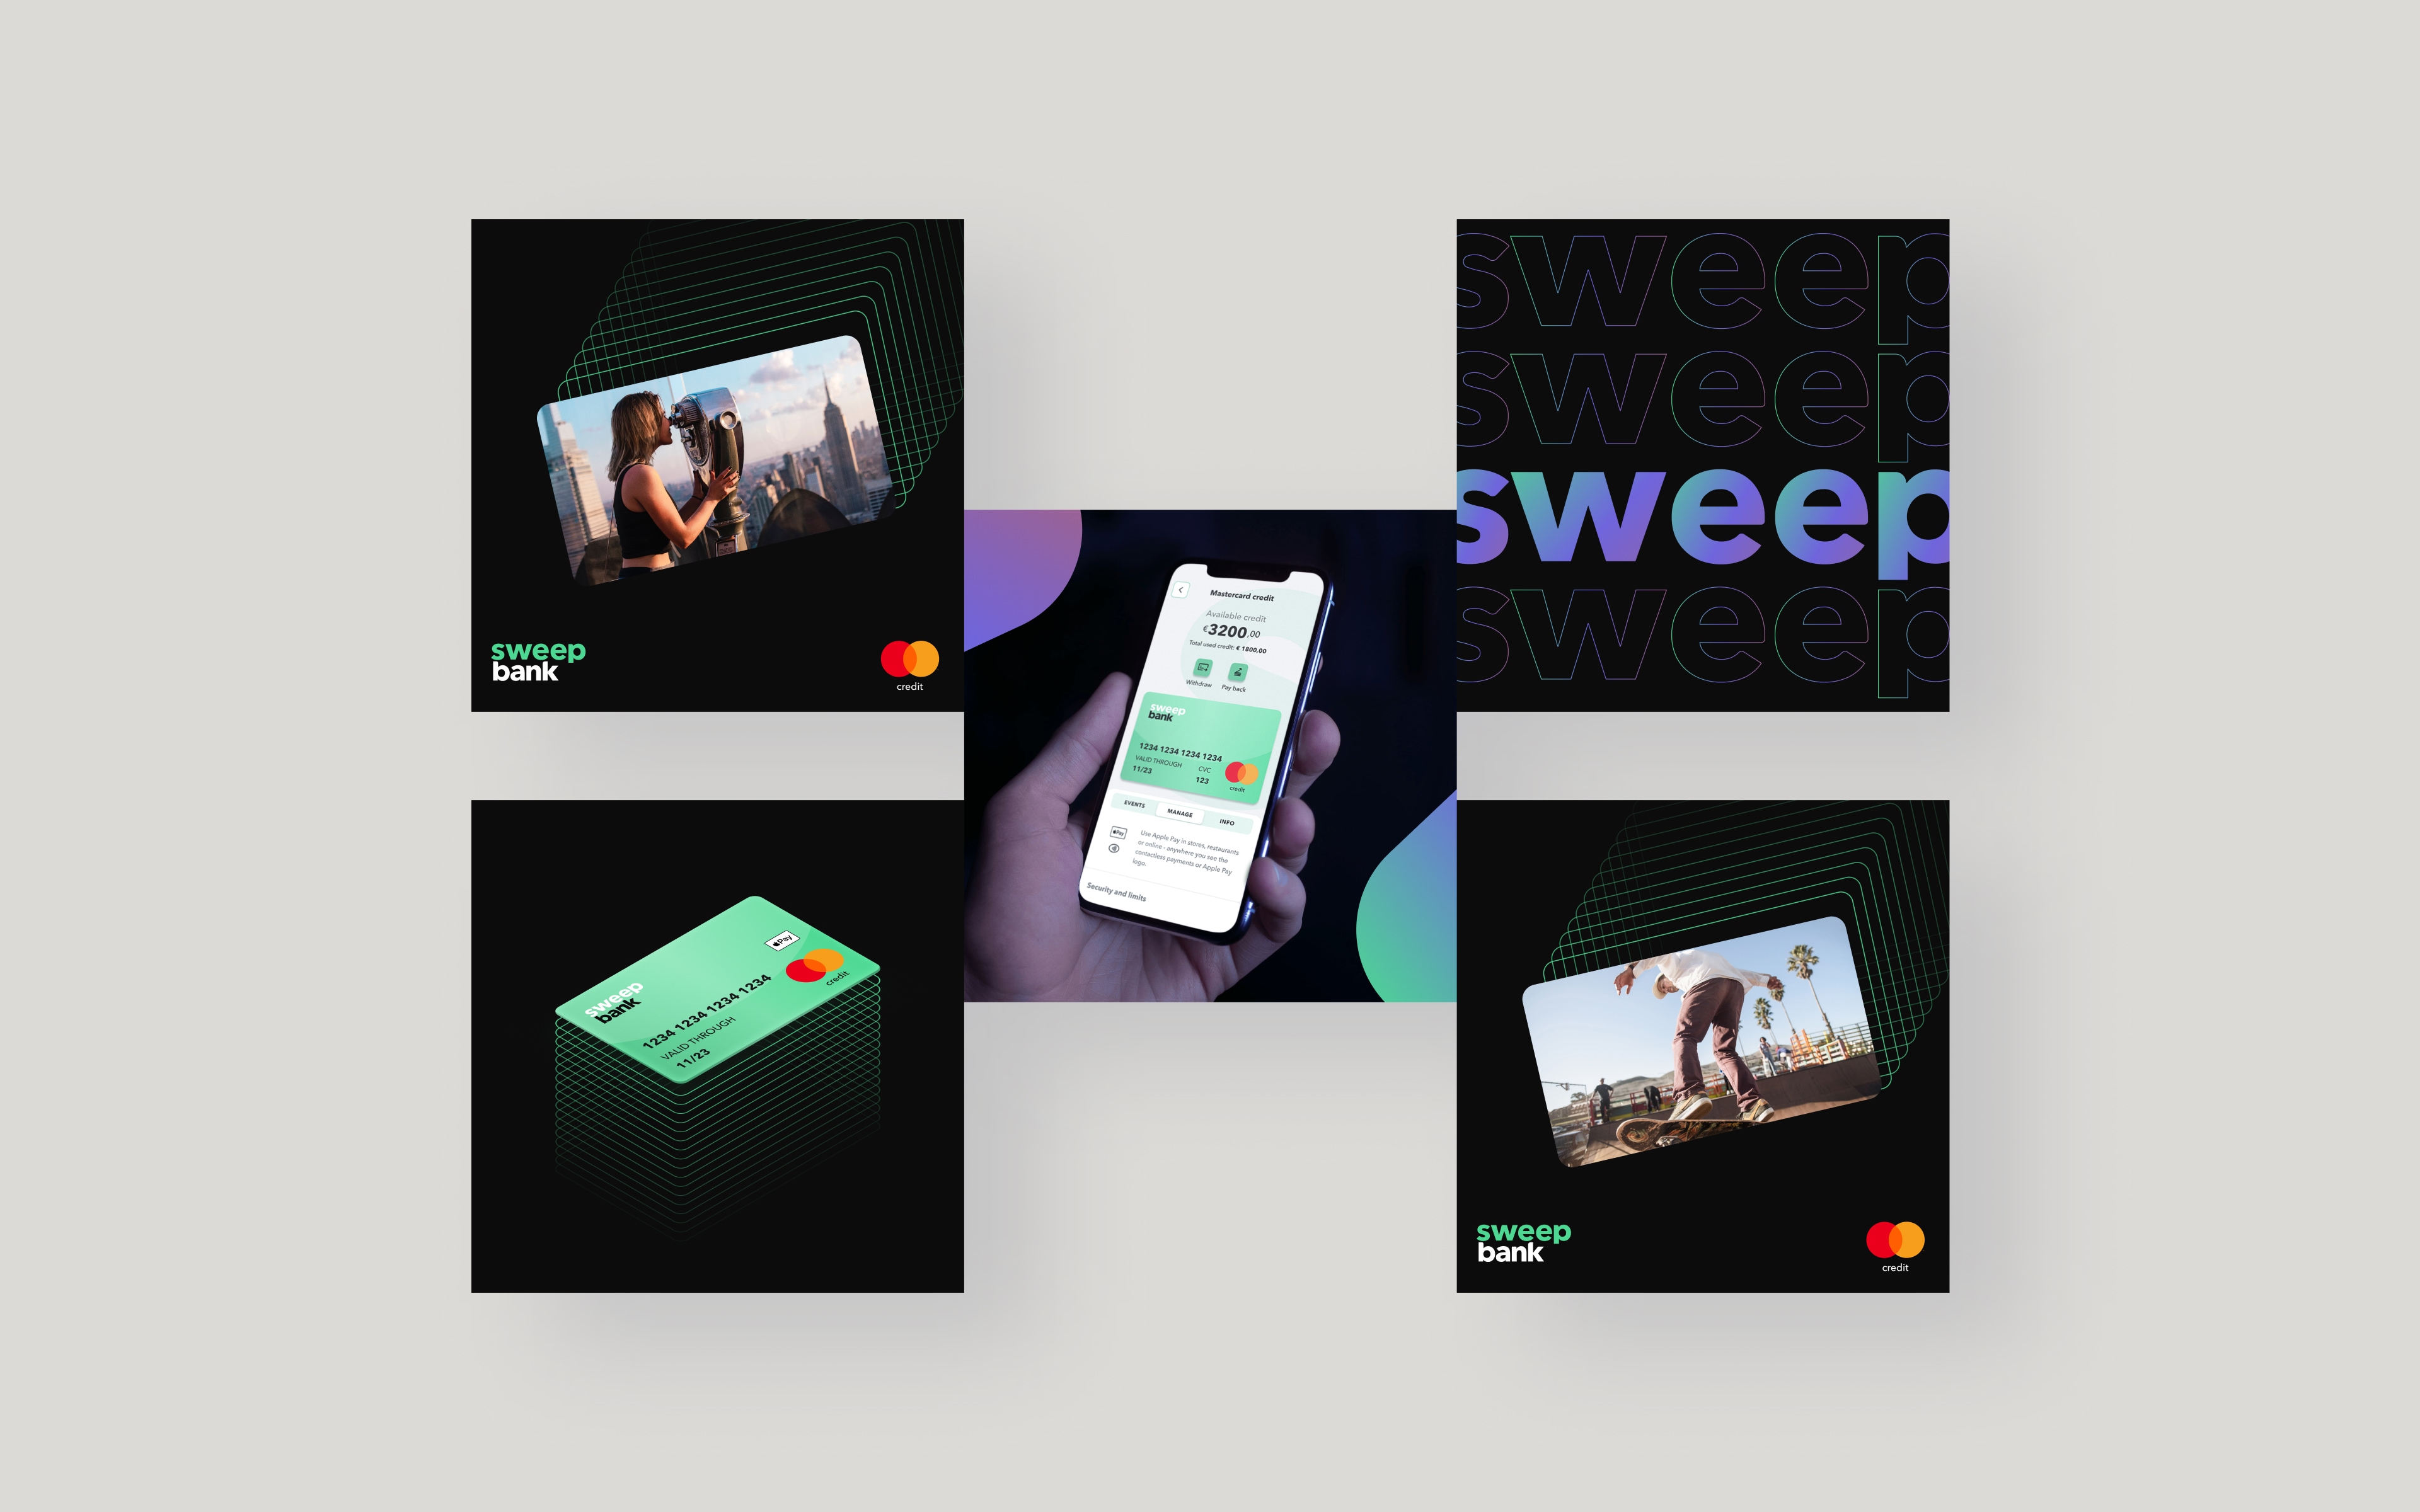 sweep
bank
credit
sweep
sweep
sweep
sweep
Mastercard credit
Available credit
€3200,00
Total used credit: € 1800,00
Withdraw
Pay back
sweep
bank
1234 1234 1234 1234
VALID THROUGH
CVC
11/23
123
credit
EVENTS
MANAGE
INFO
Pay
Use Apple Pay in stores, restaurants
or online - anywhere you see the
contactless payments or Apple Pay
logo.
Security and limits
Pay
credit
sweep
bank
1234 1234 1234 1234
VALID THROUGH
11/23
sweep
bank
credit